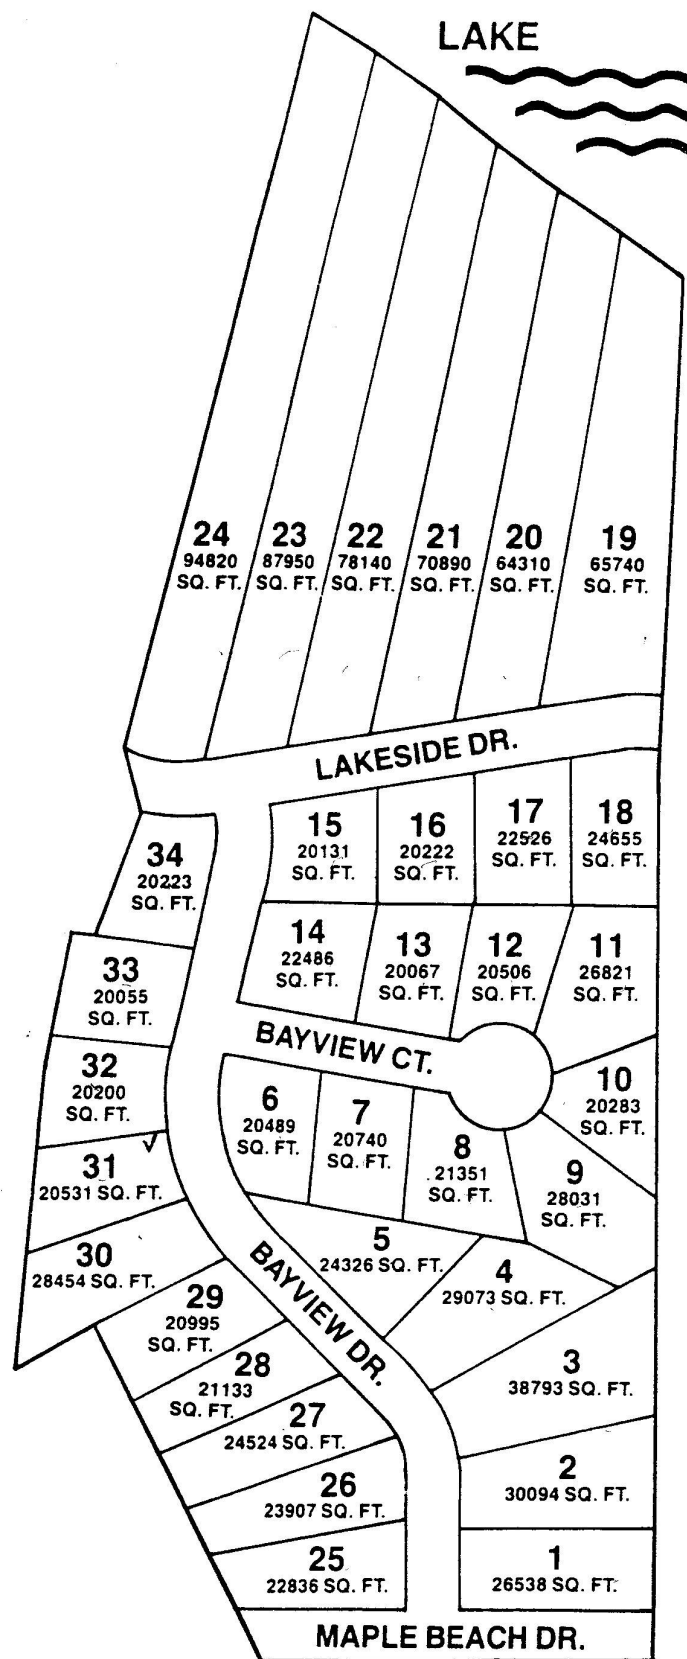 LAKE
24
94820
SQ. FT.
23
87950
SQ. FT.
22
78140
SQ. FT.
21
70890
SQ. FT.
20
64310
SQ. FT.
19
65740
SQ. FT.
LAKESIDE DR.
15
20131
SQ. FT.
16
20222
SQ. FT.
17
22526
SQ. FT.
18
24655
SQ. FT.
34
20223
SQ. FT.
14
22486
SQ. FT.
13
20067
SQ. FT.
12
20506
SQ. FT.
11
26821
SQ. FT.
33
20055
SQ. FT.
BAYVIEW CT.
32
20200
SQ. FT.
6
20489
SQ. FT.
7
20740
SQ. FT.
8
21351
SQ. FT.
10
20283
SQ. FT.
9
28031
SQ. FT.
31
20531 SQ. FT.
30
28454 SQ. FT.
5
24326 SQ. FT.
4
29073 SQ. FT.
BAYVIEW DR.
29
20995
SQ. FT.
28
21133
SQ. FT.
3
38793 SQ. FT.
27
24524 SQ. FT.
26
23907 SQ. FT.
2
30094 SQ. FT.
25
22836 SQ. FT.
1
26538 SQ. FT.
MAPLE BEACH DR.